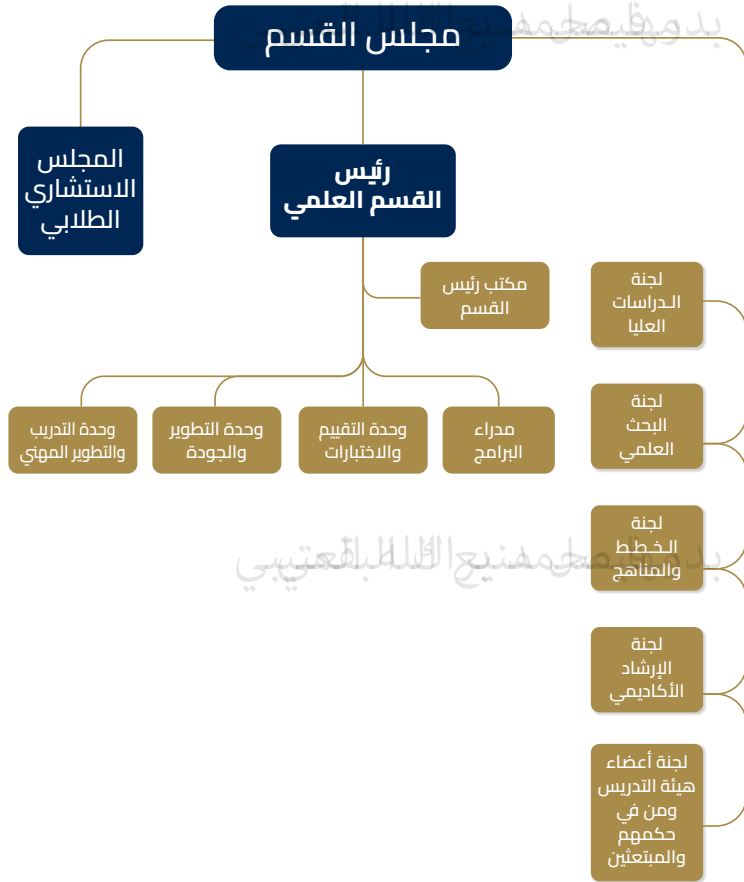 مجلس القسم
المجلس
الاستشاري
الطلابي
رئيس
القسم العلمي
مكتب رئيس
القسم
لجنة
الـدراسات
العليا
مدراء
البرامج
وحدة التقييم
والاختبارات
وحدة التطوير
والجودة
وحدة التدريب
والتطوير المهني
لجنة
البحث
العلمي
لجنة
الـخـطـط
والمناهج
لجنة
الإرشاد
الأكاديمي
لجنة أعضاء
هيئة التدريس
ومن في
حكمهم
والمبتعثين